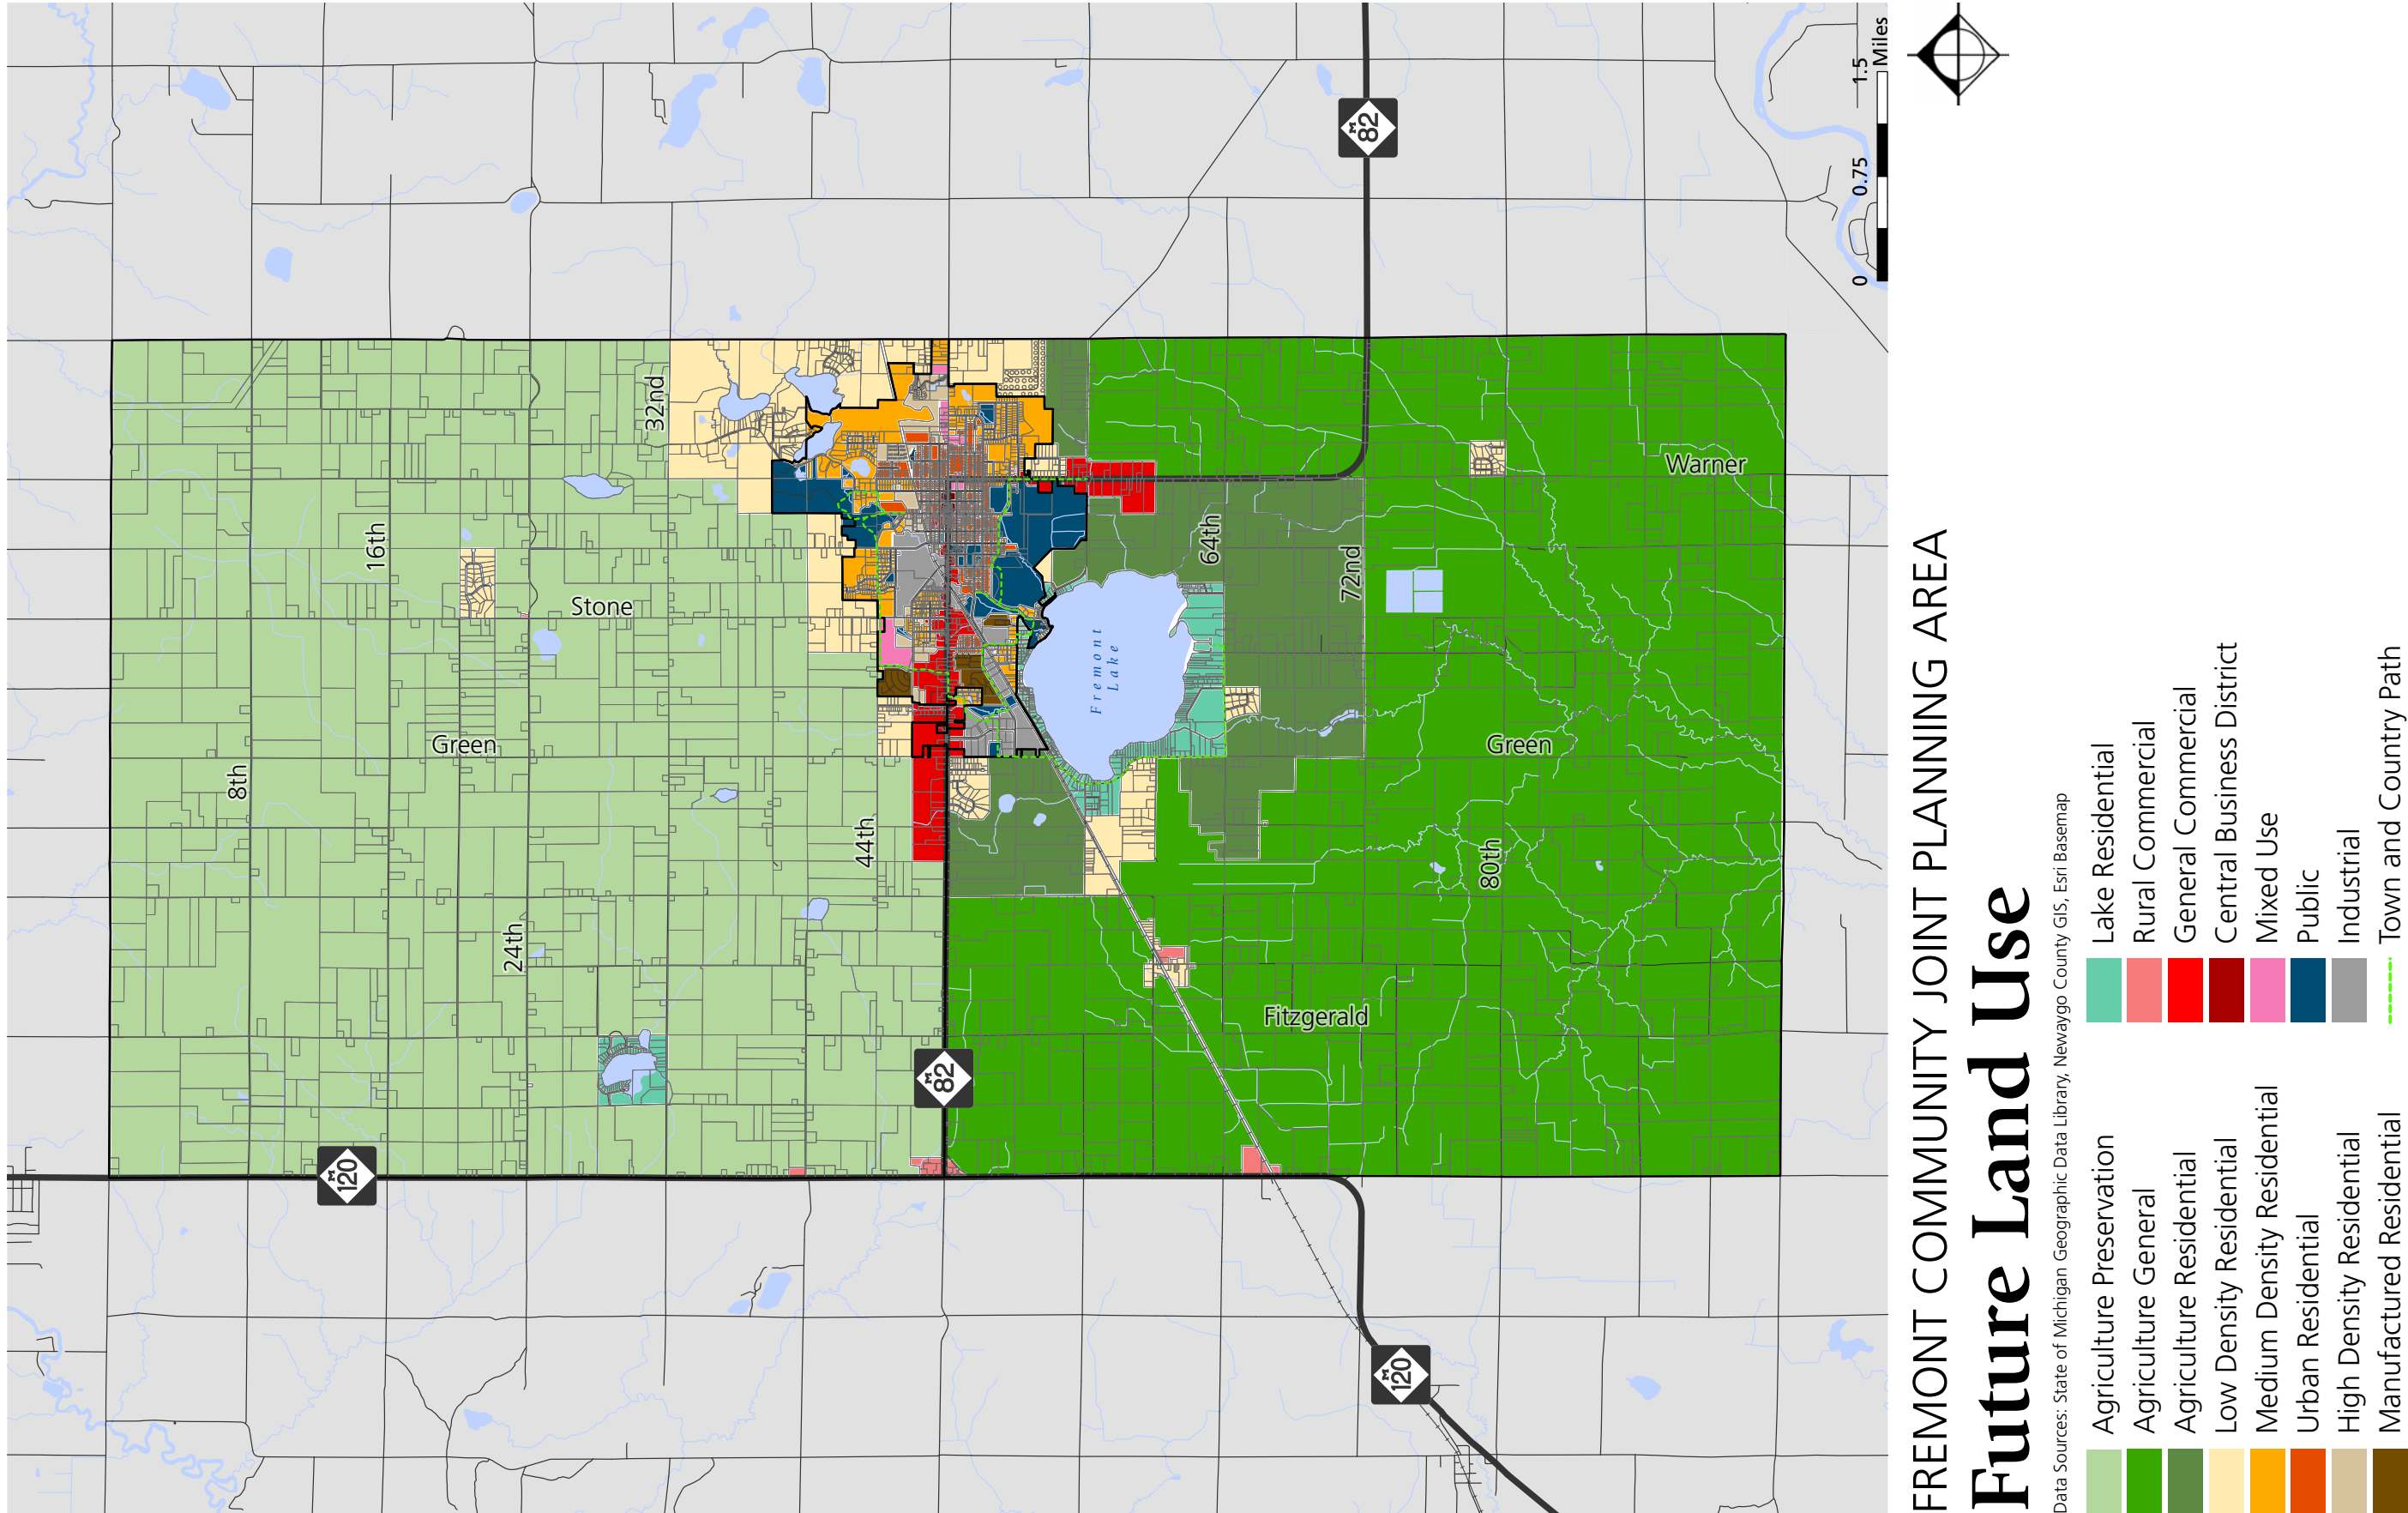 FREMONT COMMUNITY JOINT PLANNING AREA
Future Land Use
Data Sources: State of Michigan Geographic Data Library, Newaygo County GIS, Esri Basemap
Agriculture Preservation
Agriculture General
Agriculture Residential
Low Density Residential
Medium Density Residential
Urban Residential
High Density Residential
Manufactured Residential
Lake Residential
Rural Commercial
General Commercial
Central Business District
Mixed Use
Public
Industrial
Town and Country Path
0
0.75
1.5
Miles
M
120
8th
16th
24th
Green
Stone
32nd
44th
M
82
Fremont
Lake
64th
72nd
Fitzgerald
80th
Green
Warner
M
82
M
120